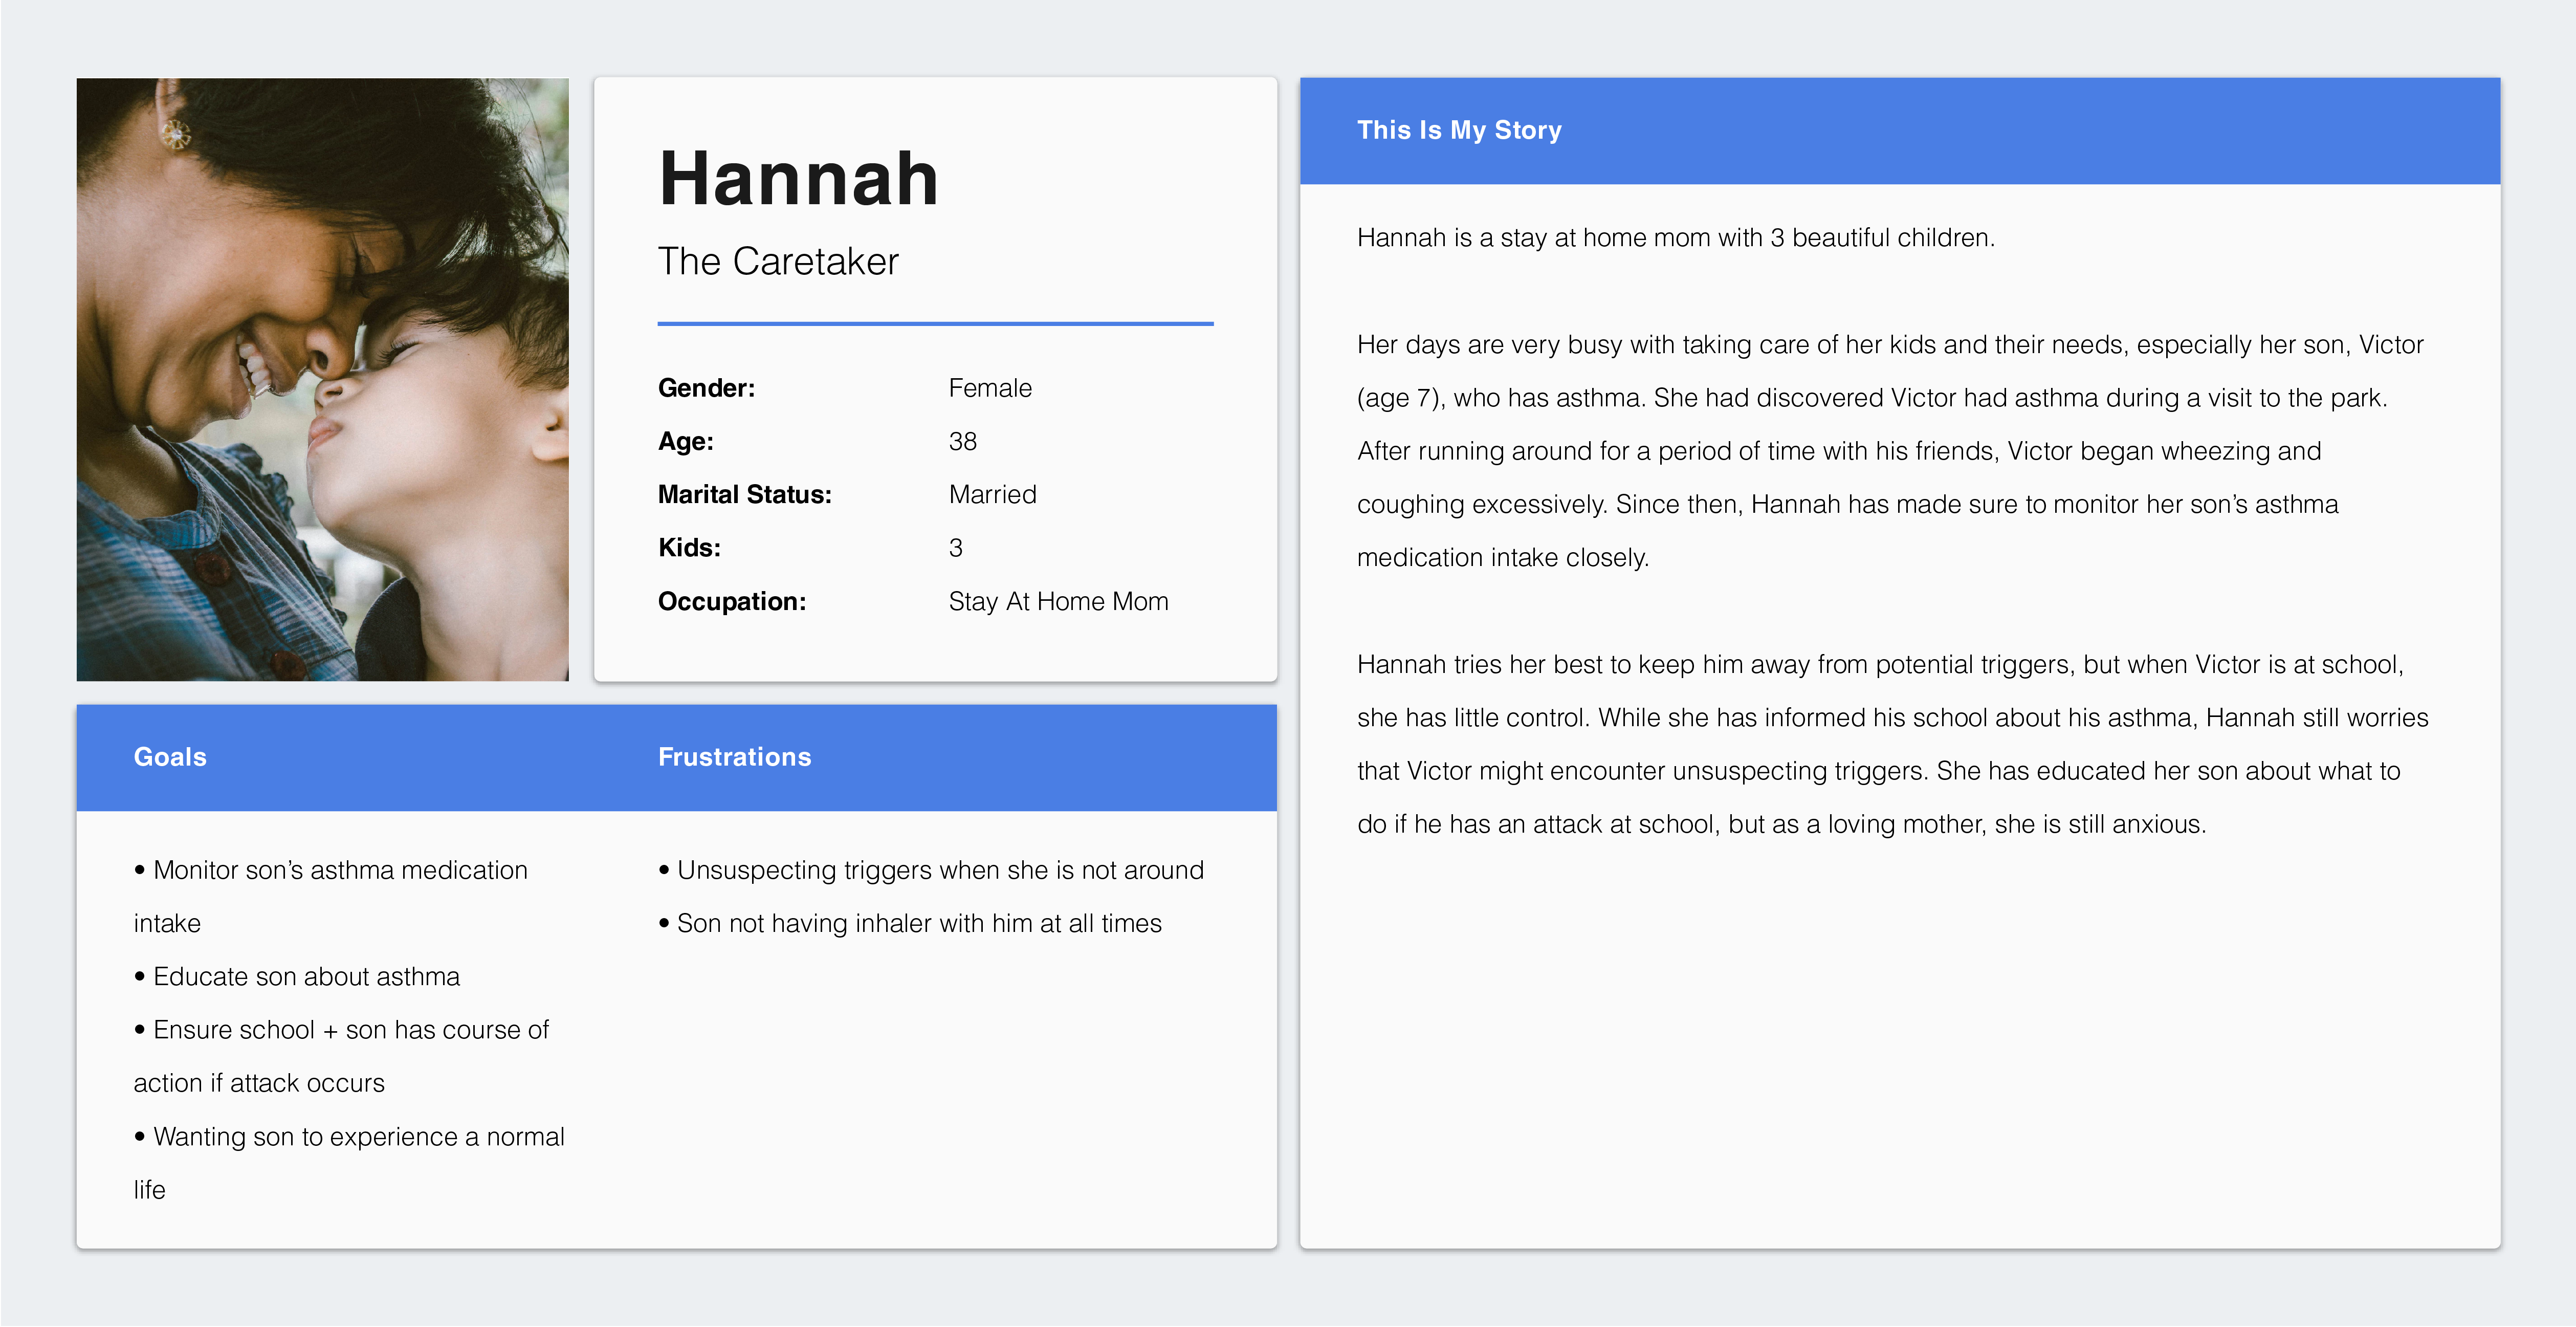 Hannah
The Caretaker
Gender: Female
Age: 38
Marital Status: Married
Kids: 3
Occupation: Stay At Home Mom
Goals
• Monitor son’s asthma medication
intake
• Educate son about asthma
• Ensure school + son has course of
action if attack occurs
• Wanting son to experience a normal
life
Frustrations
• Unsuspecting triggers when she is not around
• Son not having inhaler with him at all times
This Is My Story
Hannah is a stay at home mom with 3 beautiful children.
Her days are very busy with taking care of her kids and their needs, especially her son, Victor
(age 7), who has asthma. She had discovered Victor had asthma during a visit to the park.
After running around for a period of time with his friends, Victor began wheezing and
coughing excessively. Since then, Hannah has made sure to monitor her son’s asthma
medication intake closely.
Hannah tries her best to keep him away from potential triggers, but when Victor is at school,
she has little control. While she has informed his school about his asthma, Hannah still worries
that Victor might encounter unsuspecting triggers. She has educated her son about what to
do if he has an attack at school, but as a loving mother, she is still anxious.